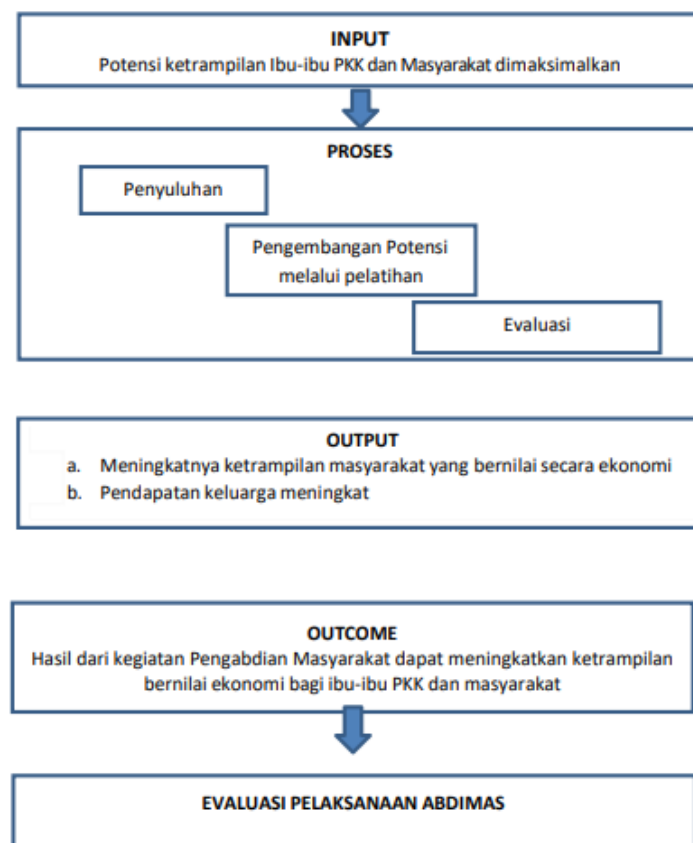 INPUT
Potensi ketrampilan Ibu-ibu PKK dan Masyarakat dimaksimalkan
PROSES
Penyuluhan
Pengembangan Potensi
melalui pelatihan
Evaluasi
OUTPUT
a. Meningkatnya ketrampilan masyarakat yang bernilai secara ekonomi
b. Pendapatan keluarga meningkat
OUTCOME
Hasil dari kegiatan Pengabdian Masyarakat dapat meningkatkan ketrampilan
bernilai ekonomi bagi ibu-ibu PKK dan masyarakat
EVALUASI PELAKSANAAN ABDIMAS